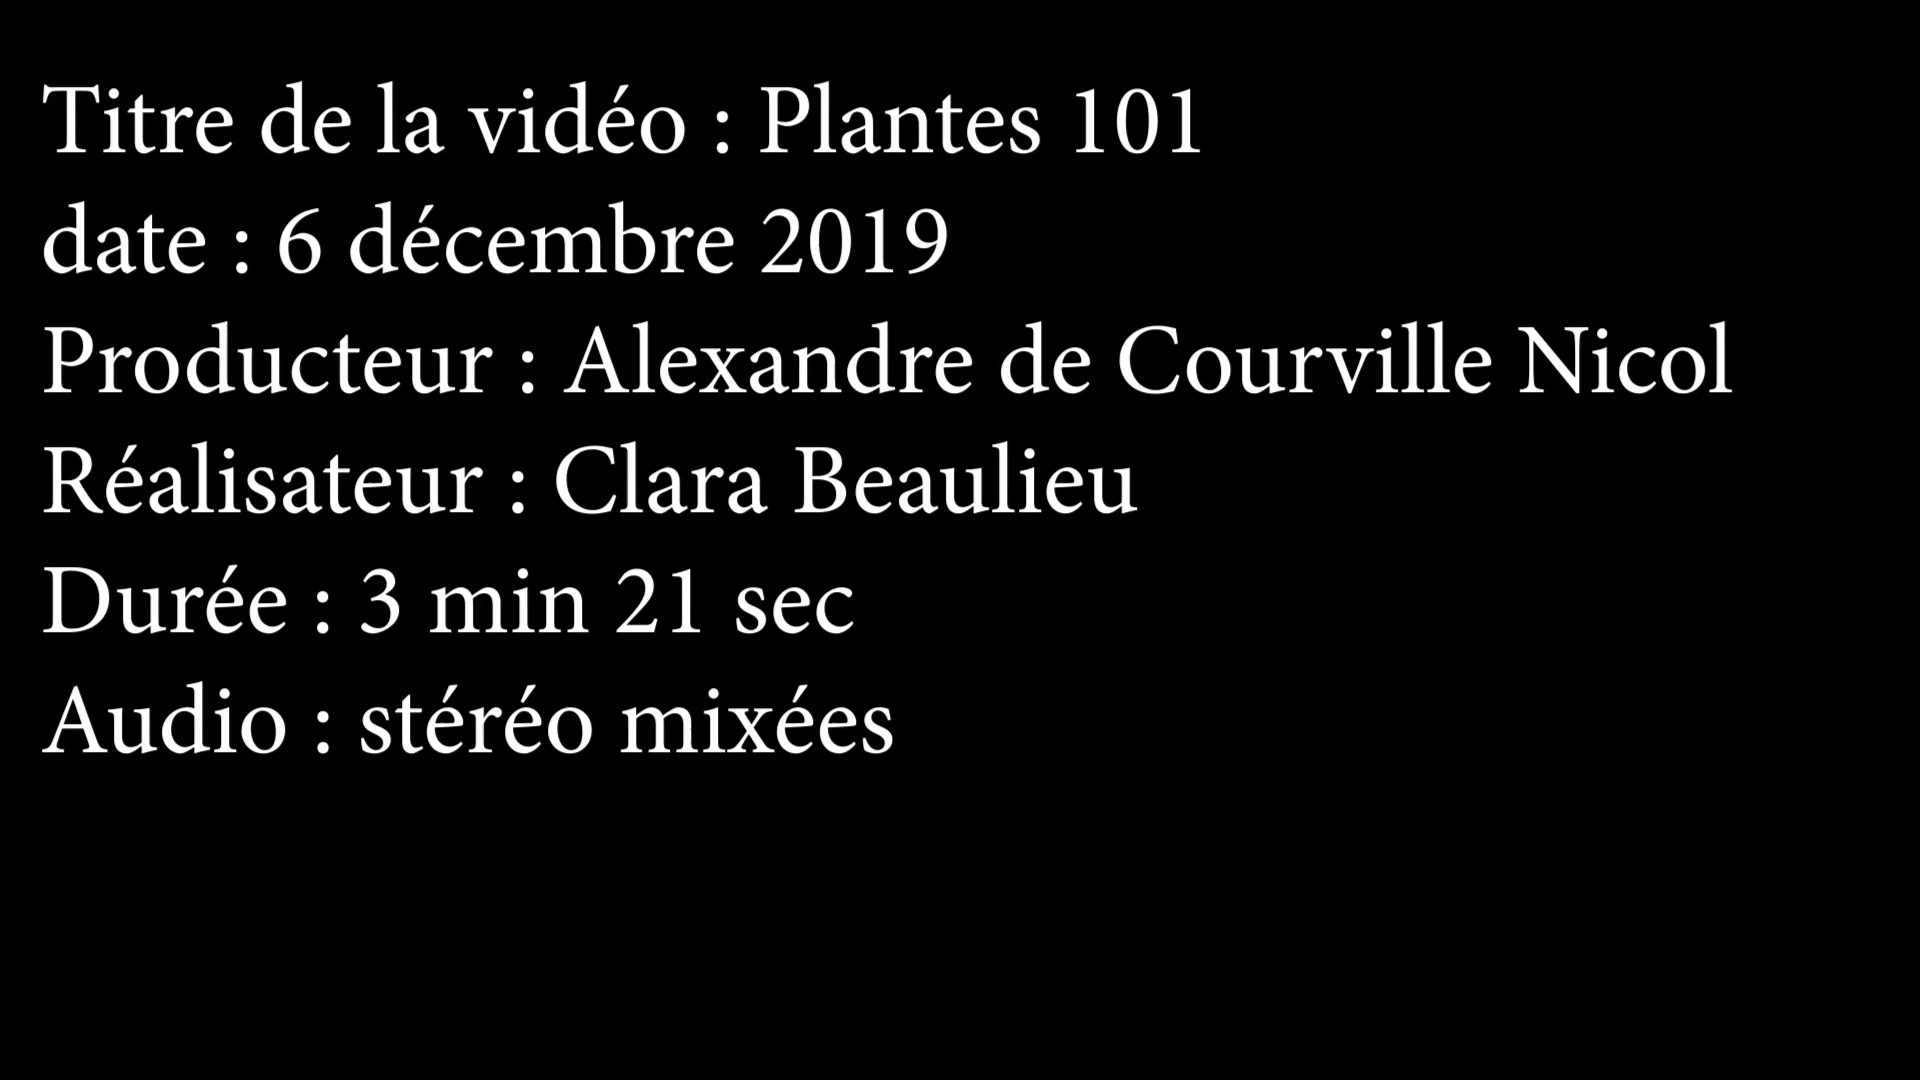 Titre de la vidéo : Plantes 101
date : 6 décembre 2019
Producteur : Alexandre de Courville Nicol
Réalisateur : Clara Beaulieu
Durée : 3 min 21 sec
Audio : stéréo mixées